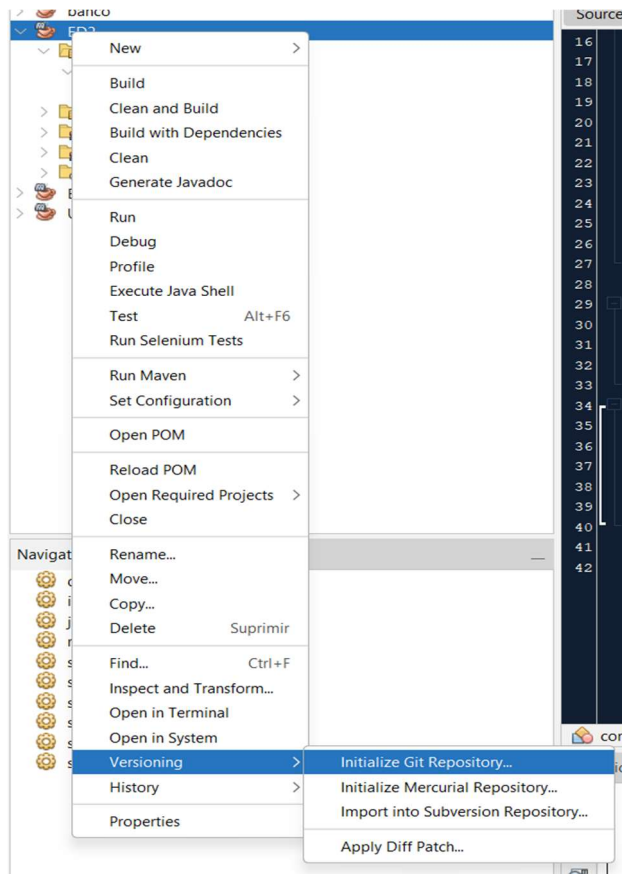 banco
Source
ED2
New
Build
Clean and Build
Build with Dependencies
Clean
Generate Javadoc
Run
Debug
Profile
Execute Java Shell
Test Alt+F6
Run Selenium Tests
Run Maven
Set Configuration
Open POM
Reload POM
Open Required Projects
Close
Rename...
Move...
Copy...
Delete Suprimir
Find... Ctrl+F
Inspect and Transform...
Open in Terminal
Open in System
Versioning
History
Properties
Initialize Git Repository...
Initialize Mercurial Repository...
Import into Subversion Repository...
Apply Diff Patch...
Navigat
16
17
18
19
20
21
22
23
24
25
26
27
28
29
30
31
32
33
34
35
36
37
38
39
40
41
42